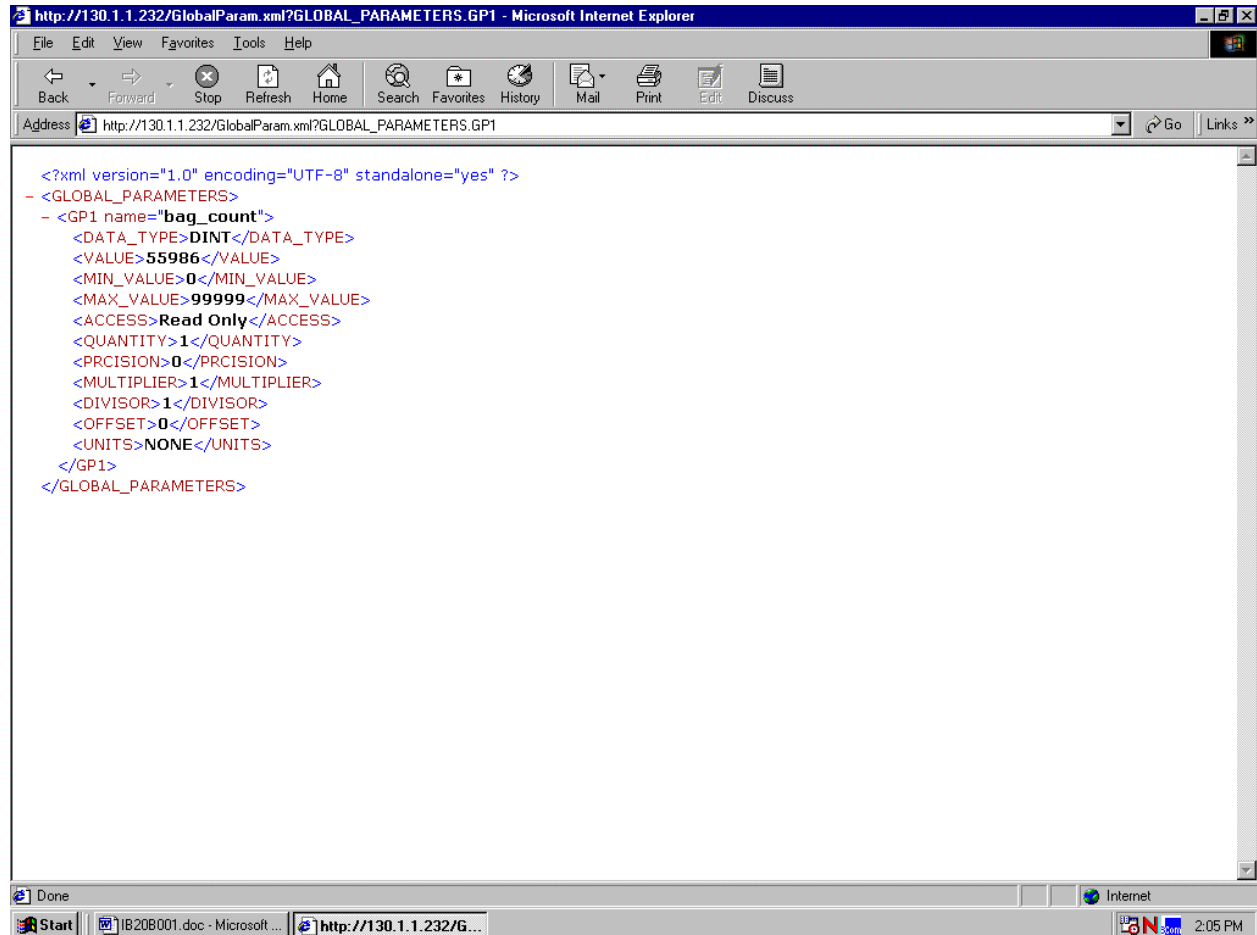 http://130.1.1.232/GlobalParam.xml?GLOBAL_PARAMETERS.GP1 - Microsoft Internet Explorer
File Edit View Favorites Tools Help
Back Forward Stop Refresh Home Search Favorites History Mail Print Edit Discuss
Address http://130.1.1.232/GlobalParam.xml?GLOBAL_PARAMETERS.GP1 Go Links »
<?xml version="1.0" encoding="UTF-8" standalone="yes" ?>
- <GLOBAL_PARAMETERS>
- <GP1 name="bag_count">
<DATA_TYPE>DINT</DATA_TYPE>
<VALUE>55986</VALUE>
<MIN_VALUE>0</MIN_VALUE>
<MAX_VALUE>99999</MAX_VALUE>
<ACCESS>Read Only</ACCESS>
<QUANTITY>1</QUANTITY>
<PRCISION>0</PRCISION>
<MULTIPLIER>1</MULTIPLIER>
<DIVISOR>1</DIVISOR>
<OFFSET>0</OFFSET>
<UNITS>NONE</UNITS>
</GP1>
</GLOBAL_PARAMETERS>
Done Internet
Start IB20B001.doc - Microsoft ... http://130.1.1.232/G... N 3Com 2:05 PM